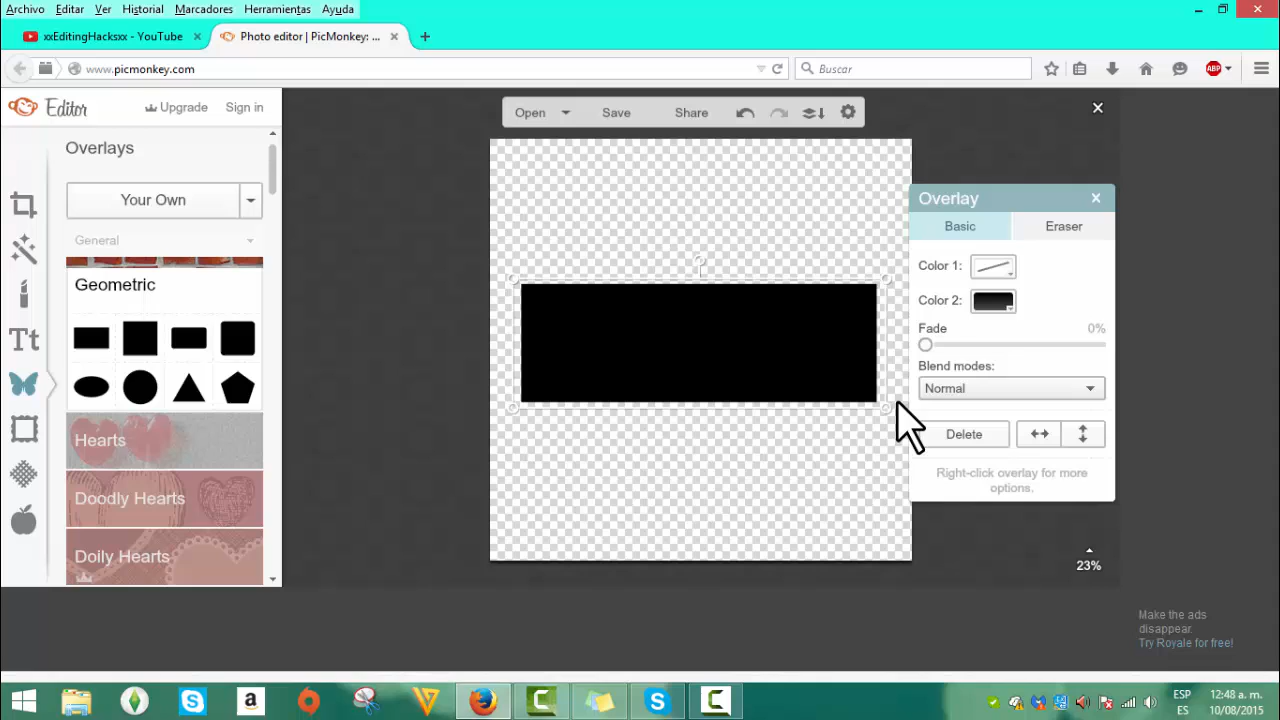 Archivo Editar Ver Historial Marcadores Herramientas Ayuda
xxEditingHacksxx - YouTube
Photo editor | PicMonkey: ...
www.picmonkey.com
Buscar
ABP
Editor
Upgrade
Sign in
Open
Save
Share
Overlays
Your Own
General
Geometric
Hearts
Doodly Hearts
Doily Hearts
Tt
Overlay
Basic
Eraser
Color 1:
Color 2:
Fade
0%
Blend modes:
Normal
Delete
Right-click overlay for more
options.
23%
Make the ads
disappear.
Try Royale for free!
ESP
ES
12:48 a. m.
10/08/2015